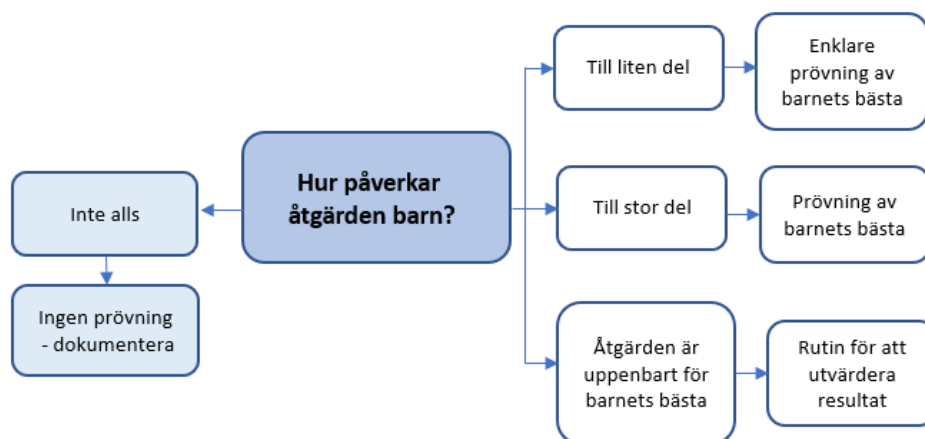 Hur påverkar
åtgärden barn?
Inte alls
Ingen prövning
- dokumentera
Till liten del
Enklare
prövning av
barnets bästa
Till stor del
Prövning av
barnets bästa
Åtgärden är
uppenbart för
barnets bästa
Rutin för att
utvärdera
resultat